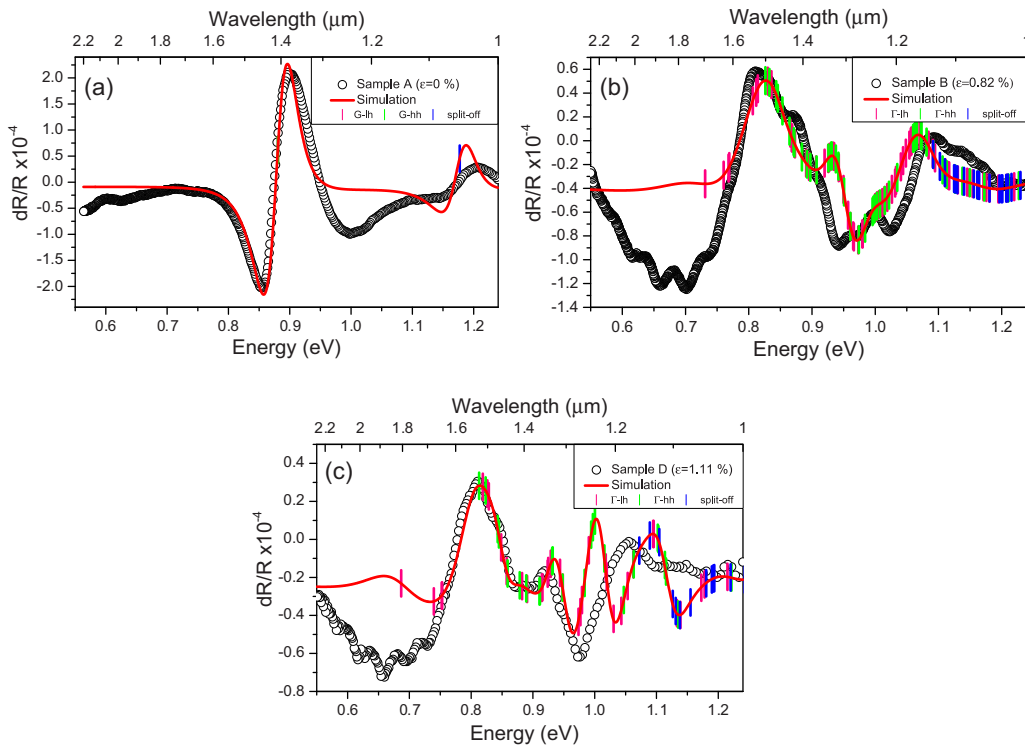 Wavelength (μm)
2.2 2 1.8 1.6 1.4 1.2 1
(a)
Sample A (ε=0 %)
Simulation
G-lh G-hh split-off
2.0
1.5
1.0
0.5
0.0
-0.5
-1.0
-1.5
-2.0
dR/R x10⁻⁴
0.6 0.7 0.8 0.9 1.0 1.1 1.2
Energy (eV)
Wavelength (μm)
2.2 2 1.8 1.6 1.4 1.2 1
(b)
Sample B (ε=0.82 %)
Simulation
Γ-lh Γ-hh split-off
0.6
0.4
0.0
-0.4
-0.8
-1.2
-1.4
dR/R x10⁻⁴
0.6 0.7 0.8 0.9 1.0 1.1 1.2
Energy (eV)
Wavelength (μm)
2.2 2 1.8 1.6 1.4 1.2 1
(c)
Sample D (ε=1.11 %)
Simulation
Γ-lh Γ-hh split-off
0.4
0.2
0.0
-0.2
-0.4
-0.6
-0.8
dR/R x10⁻⁴
0.6 0.7 0.8 0.9 1.0 1.1 1.2
Energy (eV)